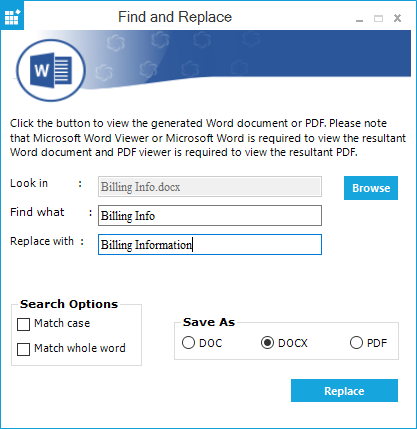 Find and Replace
W
Click the button to view the generated Word document or PDF. Please note
that Microsoft Word Viewer or Microsoft Word is required to view the resultant
Word document and PDF viewer is required to view the resultant PDF.
Look in : Billing Info.docx Browse
Find what : Billing Info
Replace with : Billing Information
Search Options
Match case
Match whole word
Save As
DOC DOCX PDF
Replace